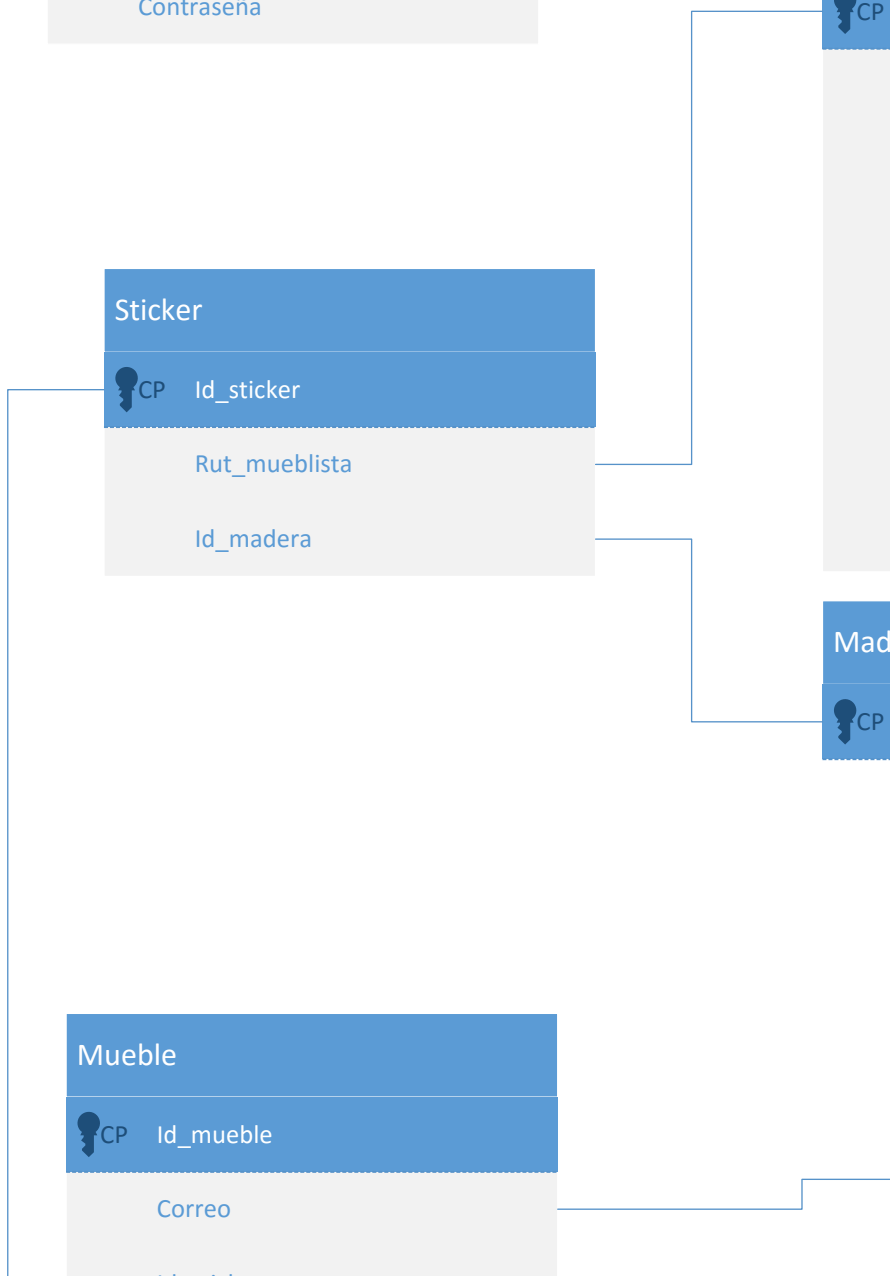 Contraseña
CP
Sticker
CP Id_sticker
Rut_mueblista
Id_madera
Mad
CP
Mueble
CP Id_mueble
Correo